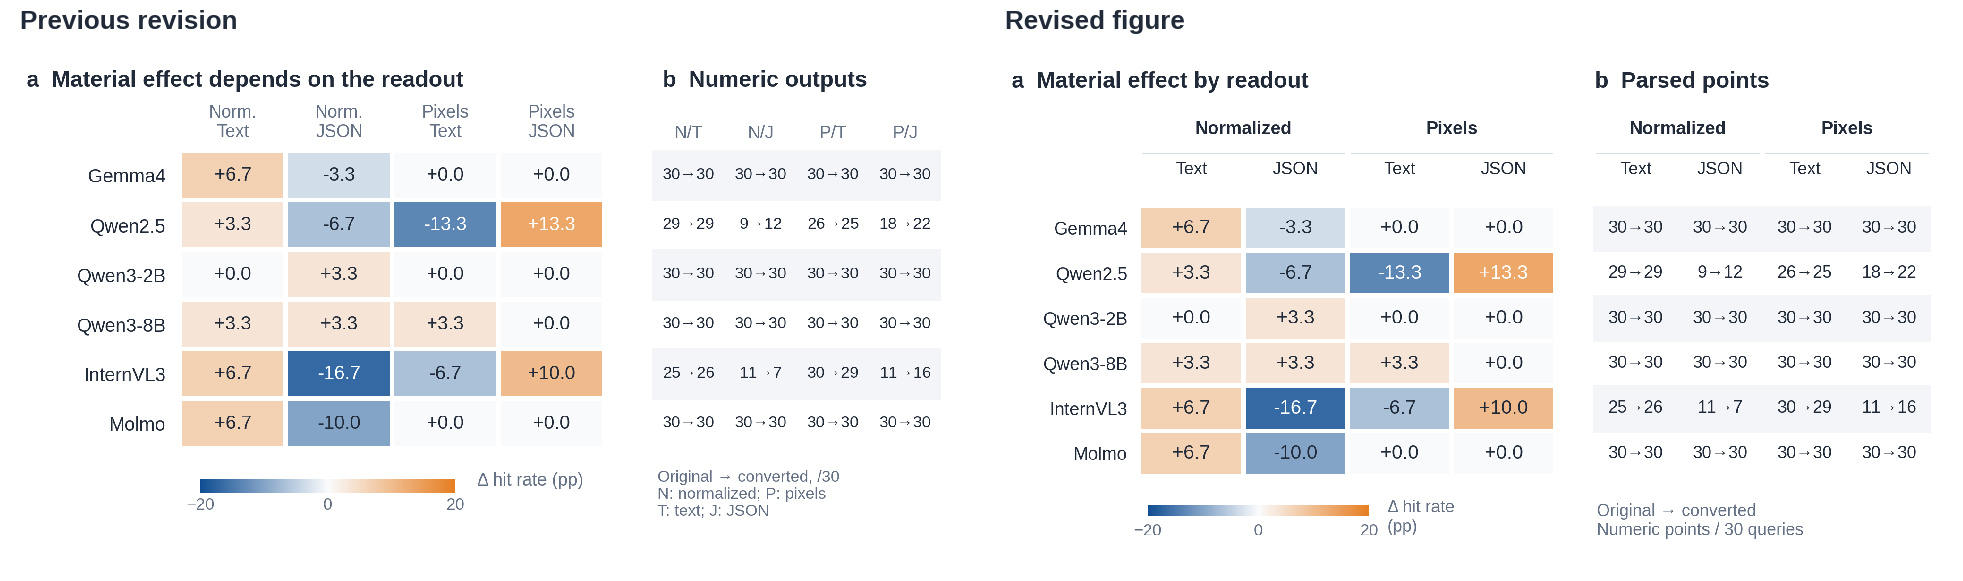 Previous revision
a Material effect depends on the readout
Norm. Text
Norm. JSON
Pixels Text
Pixels JSON
Gemma4 +6.7 -3.3 +0.0 +0.0
Qwen2.5 +3.3 -6.7 -13.3 +13.3
Qwen3-2B +0.0 +3.3 +0.0 +0.0
Qwen3-8B +3.3 +3.3 +3.3 +0.0
InternVL3 +6.7 -16.7 -6.7 +10.0
Molmo +6.7 -10.0 +0.0 +0.0
−20 0 20
Δ hit rate (pp)
b Numeric outputs
N/T N/J P/T P/J
30→30 30→30 30→30 30→30
29→29 9→12 26→25 18→22
30→30 30→30 30→30 30→30
30→30 30→30 30→30 30→30
25→26 11→7 30→29 11→16
30→30 30→30 30→30 30→30
Original → converted, /30
N: normalized; P: pixels
T: text; J: JSON
Revised figure
a Material effect by readout
Normalized Pixels
Text JSON Text JSON
Gemma4 +6.7 -3.3 +0.0 +0.0
Qwen2.5 +3.3 -6.7 -13.3 +13.3
Qwen3-2B +0.0 +3.3 +0.0 +0.0
Qwen3-8B +3.3 +3.3 +3.3 +0.0
InternVL3 +6.7 -16.7 -6.7 +10.0
Molmo +6.7 -10.0 +0.0 +0.0
−20 0 20
Δ hit rate
(pp)
b Parsed points
Normalized Pixels
Text JSON Text JSON
30→30 30→30 30→30 30→30
29→29 9→12 26→25 18→22
30→30 30→30 30→30 30→30
30→30 30→30 30→30 30→30
25→26 11→7 30→29 11→16
30→30 30→30 30→30 30→30
Original → converted
Numeric points / 30 queries